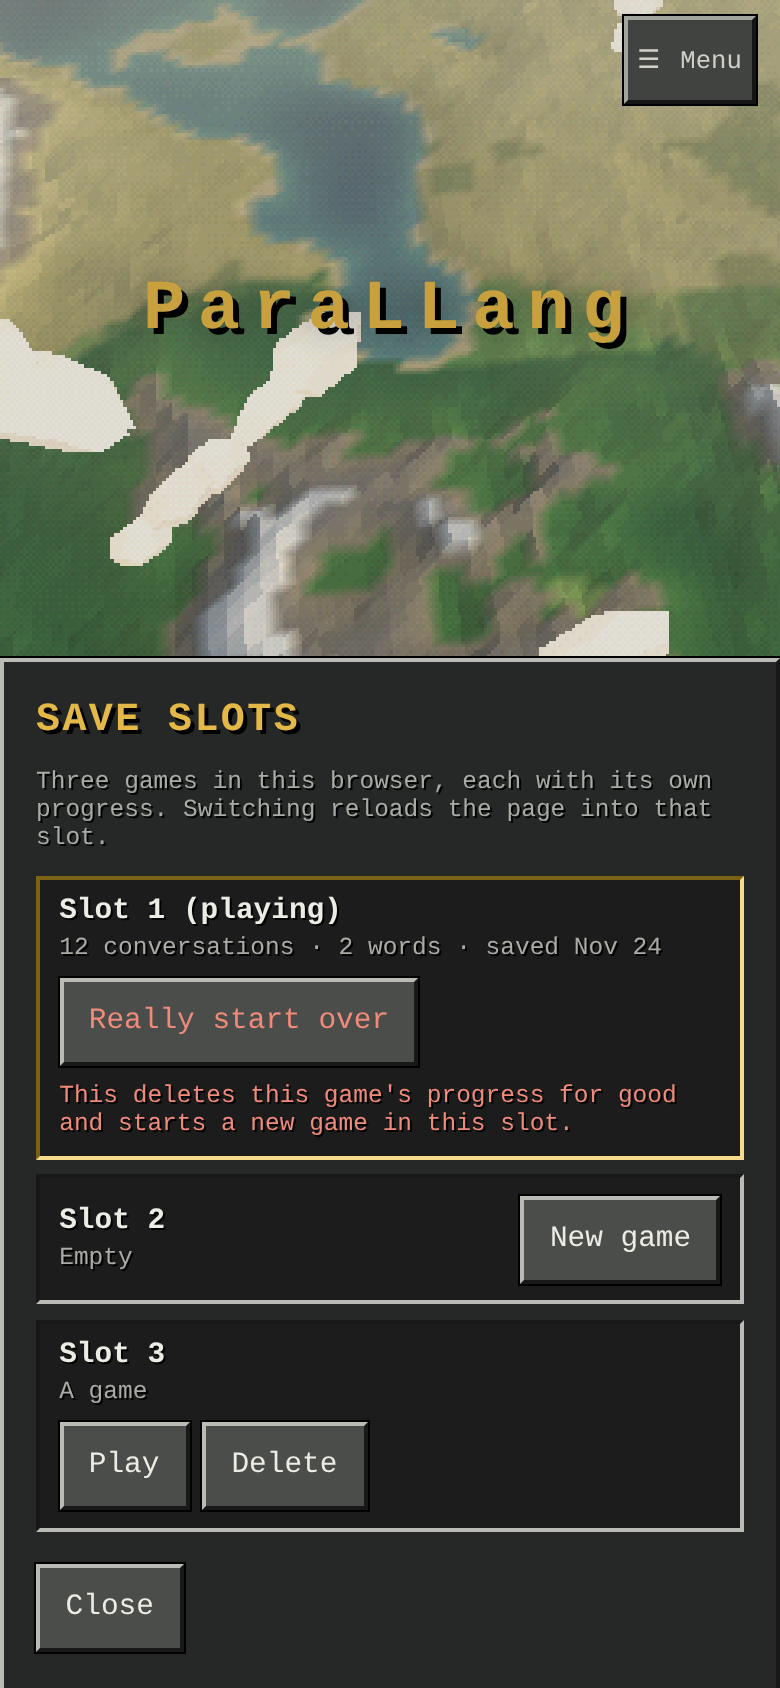 ☰ Menu
ParaLLang
SAVE SLOTS
Three games in this browser, each with its own
progress. Switching reloads the page into that
slot.
Slot 1 (playing)
12 conversations · 2 words · saved Nov 24
Really start over
This deletes this game's progress for good
and starts a new game in this slot.
Slot 2
Empty
New game
Slot 3
A game
Play
Delete
Close